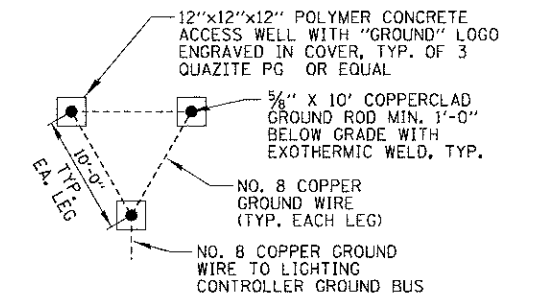 12"x12"x12" POLYMER CONCRETE
ACCESS WELL WITH "GROUND" LOGO
ENGRAVED IN COVER, TYP. OF 3
QUAZITE PG OR EQUAL
5/8" X 10' COPPERCLAD
GROUND ROD MIN. 1'-0"
BELOW GRADE WITH
EXOTHERMIC WELD, TYP.
10'-0"
TYP.
EA. LEG
NO. 8 COPPER
GROUND WIRE
(TYP. EACH LEG)
NO. 8 COPPER GROUND
WIRE TO LIGHTING
CONTROLLER GROUND BUS